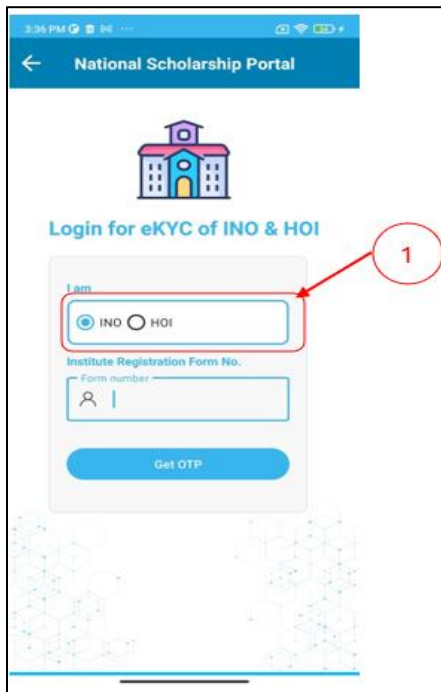 3:36 PM
National Scholarship Portal
Login for eKYC of INO & HOI
1
I am
INO HOI
Institute Registration Form No.
Form number
Get OTP